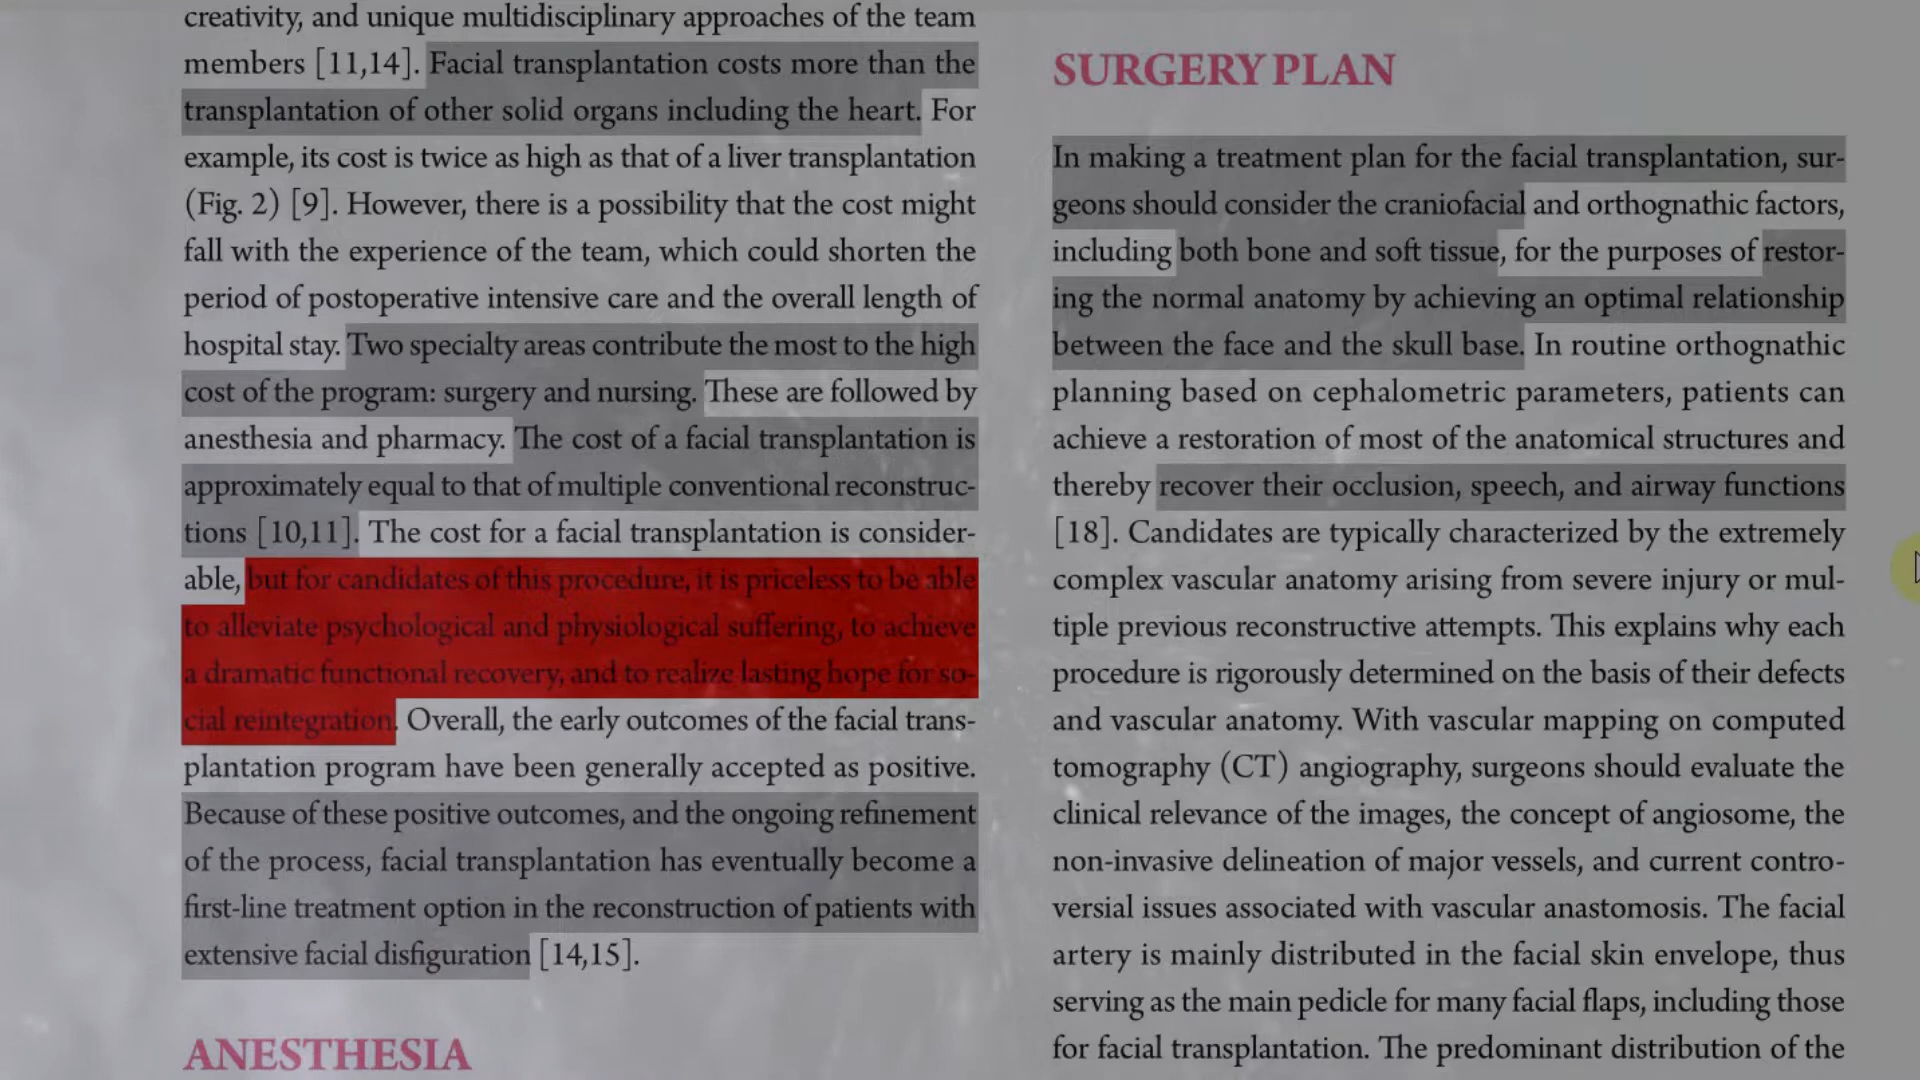 creativity, and unique multidisciplinary approaches of the team
members [11,14]. Facial transplantation costs more than the
transplantation of other solid organs including the heart. For
example, its cost is twice as high as that of a liver transplantation
(Fig. 2) [9]. However, there is a possibility that the cost might
fall with the experience of the team, which could shorten the
period of postoperative intensive care and the overall length of
hospital stay. Two specialty areas contribute the most to the high
cost of the program: surgery and nursing. These are followed by
anesthesia and pharmacy. The cost of a facial transplantation is
approximately equal to that of multiple conventional reconstruc-
tions [10,11]. The cost for a facial transplantation is consider-
able, but for candidates of this procedure, it is priceless to be able
to alleviate psychological and physiological suffering, to achieve
a dramatic functional recovery, and to realize lasting hope for so-
cial reintegration. Overall, the early outcomes of the facial trans-
plantation program have been generally accepted as positive.
Because of these positive outcomes, and the ongoing refinement
of the process, facial transplantation has eventually become a
first-line treatment option in the reconstruction of patients with
extensive facial disfiguration [14,15].
ANESTHESIA
SURGERY PLAN
In making a treatment plan for the facial transplantation, sur-
geons should consider the craniofacial and orthognathic factors,
including both bone and soft tissue, for the purposes of restor-
ing the normal anatomy by achieving an optimal relationship
between the face and the skull base. In routine orthognathic
planning based on cephalometric parameters, patients can
achieve a restoration of most of the anatomical structures and
thereby recover their occlusion, speech, and airway functions
[18]. Candidates are typically characterized by the extremely
complex vascular anatomy arising from severe injury or mul-
tiple previous reconstructive attempts. This explains why each
procedure is rigorously determined on the basis of their defects
and vascular anatomy. With vascular mapping on computed
tomography (CT) angiography, surgeons should evaluate the
clinical relevance of the images, the concept of angiosome, the
non-invasive delineation of major vessels, and current contro-
versial issues associated with vascular anastomosis. The facial
artery is mainly distributed in the facial skin envelope, thus
serving as the main pedicle for many facial flaps, including those
for facial transplantation. The predominant distribution of the